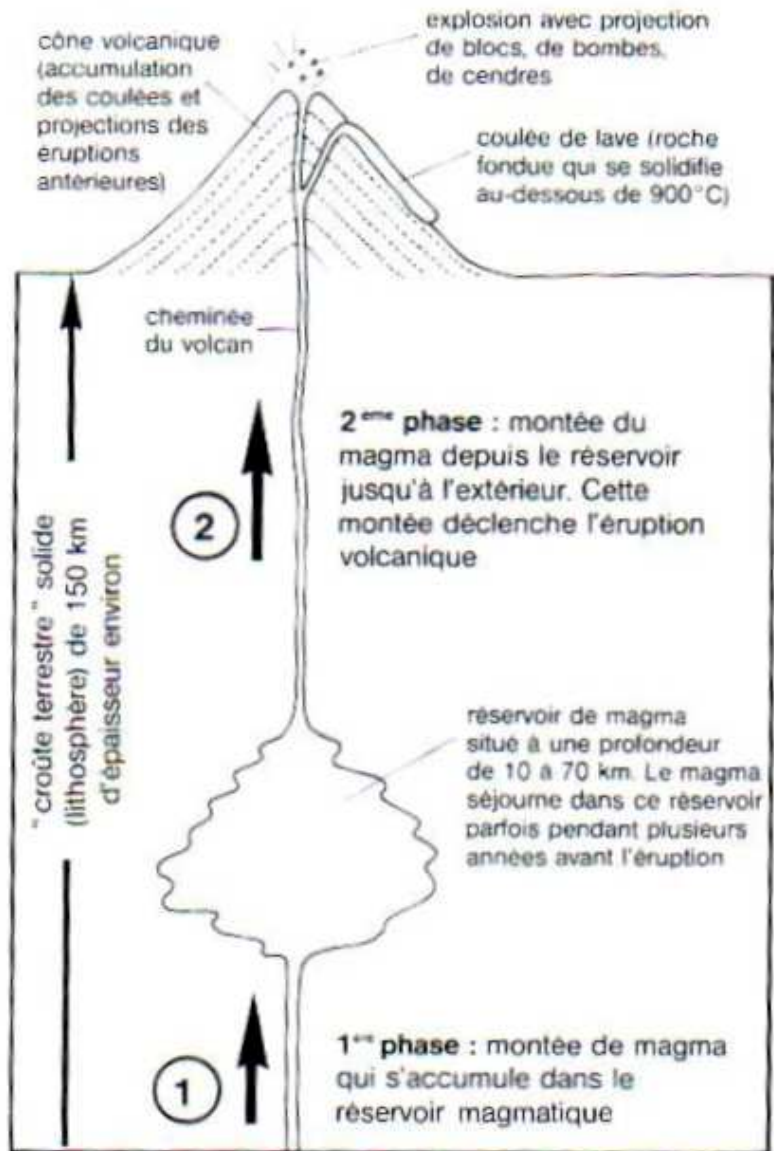 cône volcanique
(accumulation
des coulées et
projections des
éruptions
antérieures)
explosion avec projection
de blocs, de bombes,
de cendres
coulée de lave (roche
fondue qui se solidifie
au-dessous de 900°C)
cheminée
du volcan
2ème phase : montée du
magma depuis le réservoir
jusqu'à l'extérieur. Cette
montée déclenche l'éruption
volcanique
2
"croûte terrestre" solide
(lithosphère) de 150 km
d'épaisseur environ
réservoir de magma
situé à une profondeur
de 10 à 70 km. Le magma
séjourne dans ce réservoir
parfois pendant plusieurs
années avant l'éruption
1
1ère phase : montée de magma
qui s'accumule dans le
réservoir magmatique